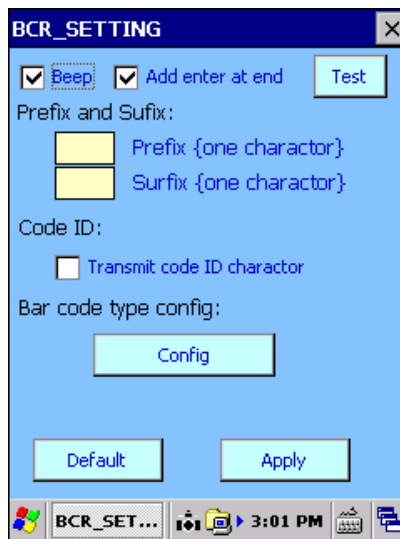 BCR_SETTING
Beep Add enter at end Test
Prefix and Sufix:
Prefix {one charactor}
Surfix {one charactor}
Code ID:
Transmit code ID charactor
Bar code type config:
Config
Default Apply
BCR_SET... 3:01 PM